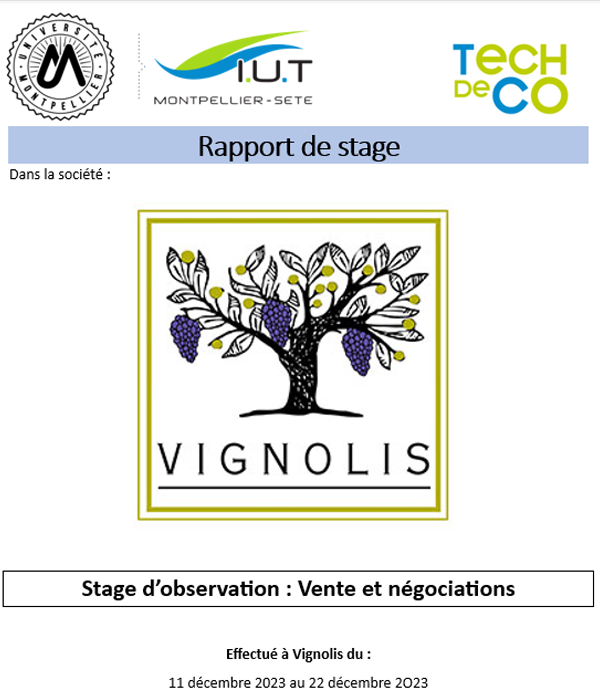 UNIVERSITÉ
MONTPELLIER
I.U.T
MONTPELLIER-SETE
TECH
DE CO
Rapport de stage
Dans la société :
VIGNOLIS
Stage d’observation : Vente et négociations
Effectué à Vignolis du :
11 décembre 2023 au 22 décembre 2O23